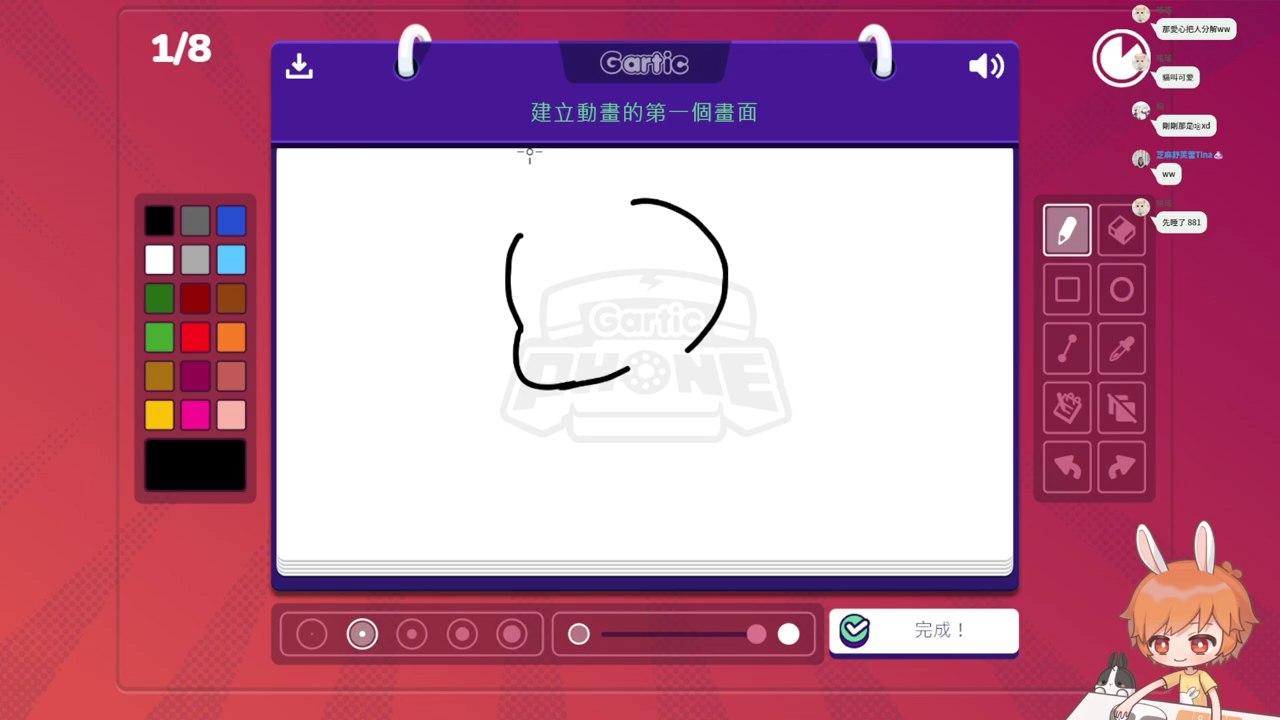 1/8
Gartic
建立動畫的第一個畫面
Gartic
PHONE
完成！
那愛心把人分解ww
貓叫可愛
剛剛那是啥xd
芝麻舒芙蕾Tina
ww
先睡了 881